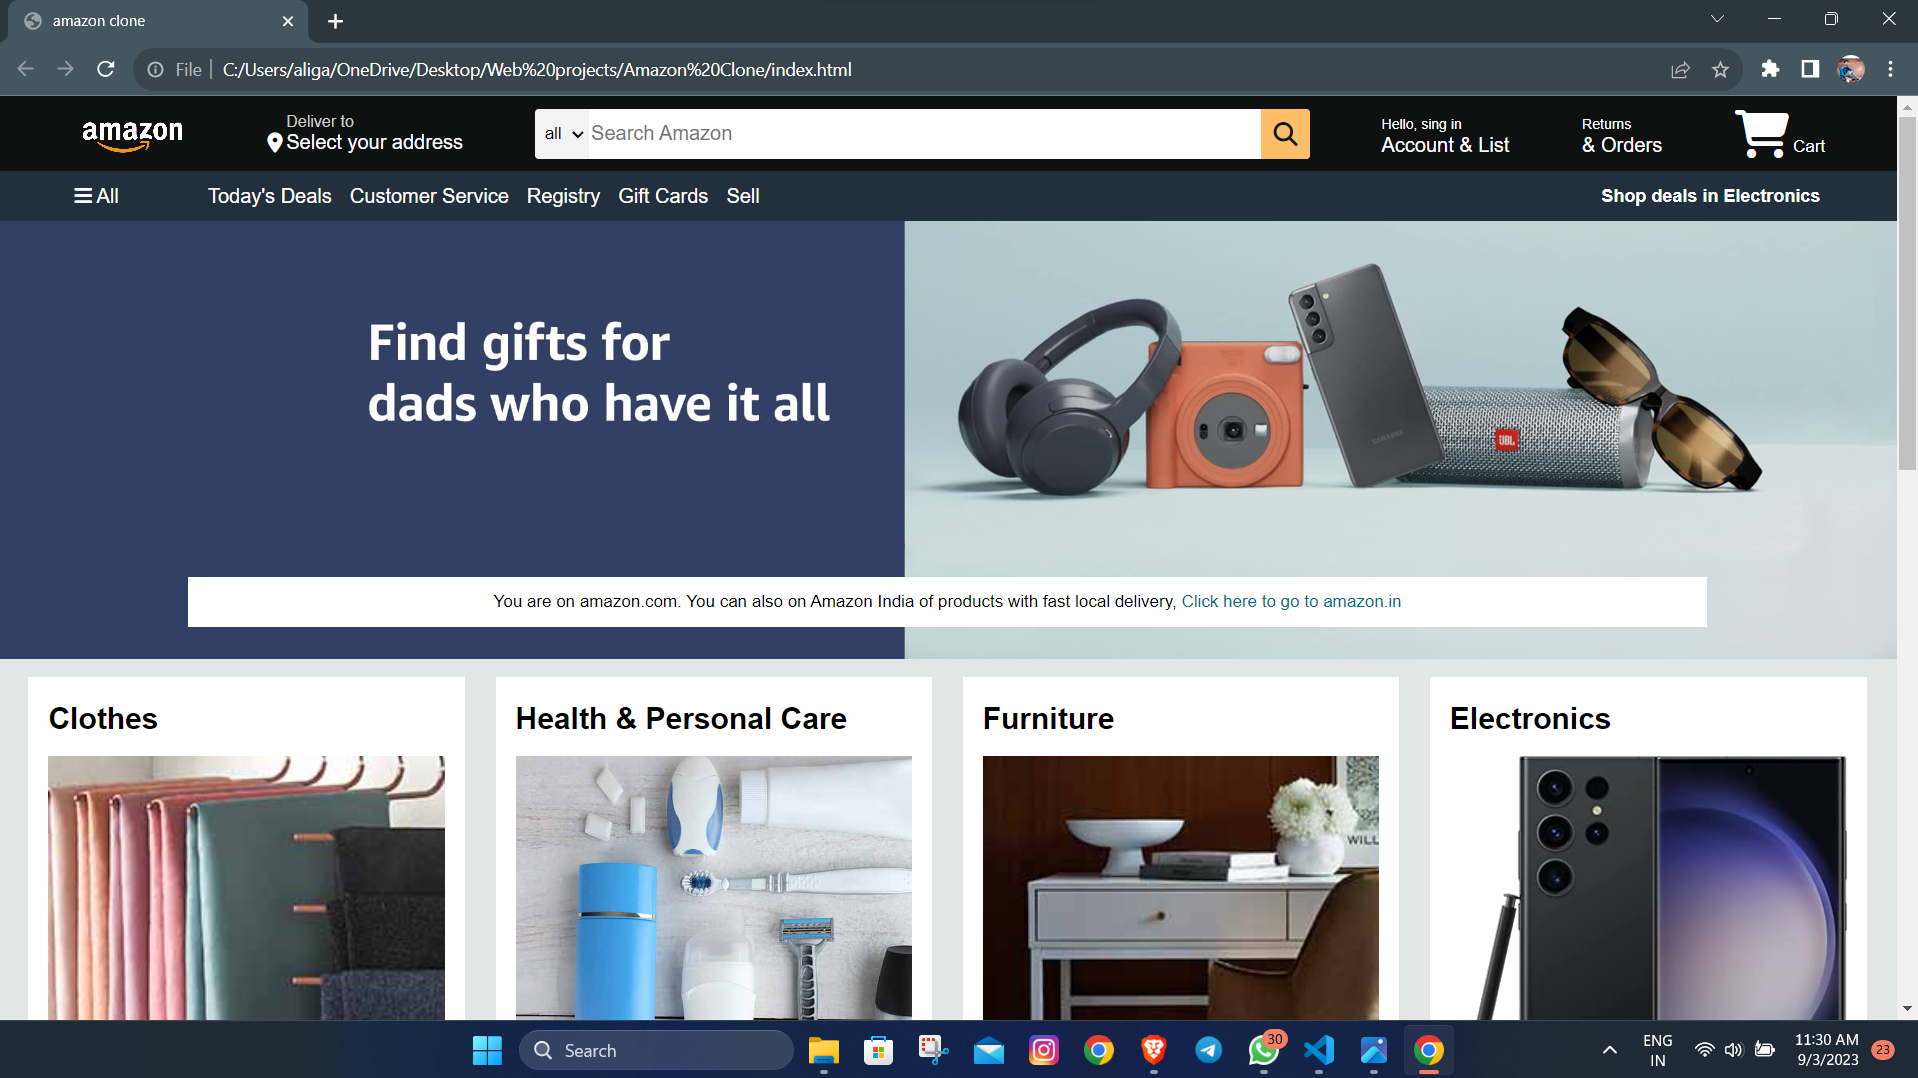 amazon clone
File
C:/Users/aliga/OneDrive/Desktop/Web%20projects/Amazon%20Clone/index.html
amazon
Deliver to
Select your address
all
Search Amazon
Hello, sing in
Account & List
Returns
& Orders
Cart
All
Today's Deals
Customer Service
Registry
Gift Cards
Sell
Shop deals in Electronics
Find gifts for
dads who have it all
SAMSUNG
JBL
You are on amazon.com. You can also on Amazon India of products with fast local delivery, Click here to go to amazon.in
Clothes
Health & Personal Care
Furniture
Electronics
WILL
Search
30
ENG
IN
11:30 AM
9/3/2023
23